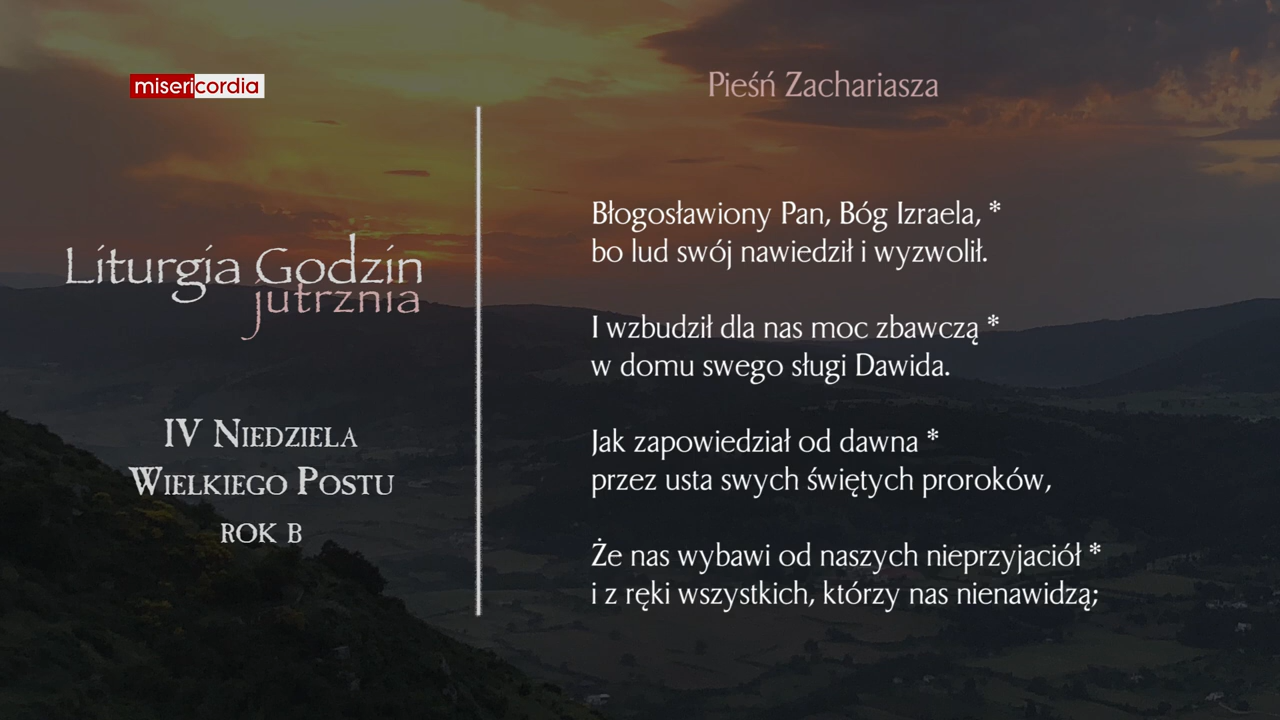 misericordia
Liturgia Godzin
jutrznia
IV Niedziela
Wielkiego Postu
rok B
Pieśń Zachariasza
Błogosławiony Pan, Bóg Izraela, *
bo lud swój nawiedził i wyzwolił.
I wzbudził dla nas moc zbawczą *
w domu swego sługi Dawida.
Jak zapowiedział od dawna *
przez usta swych świętych proroków,
Że nas wybawi od naszych nieprzyjaciół *
i z ręki wszystkich, którzy nas nienawidzą;